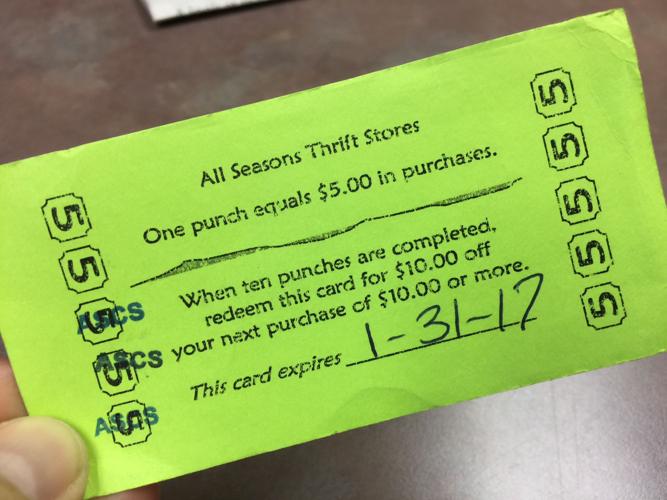 All Seasons Thrift Stores
One punch equals $5.00 in purchases.
When ten punches are completed,
redeem this card for $10.00 off
your next purchase of $10.00 or more.
This card expires 1-31-17
5
5
5
5
5
ASCS
ASCS
ASCS
5
5
5
5
5